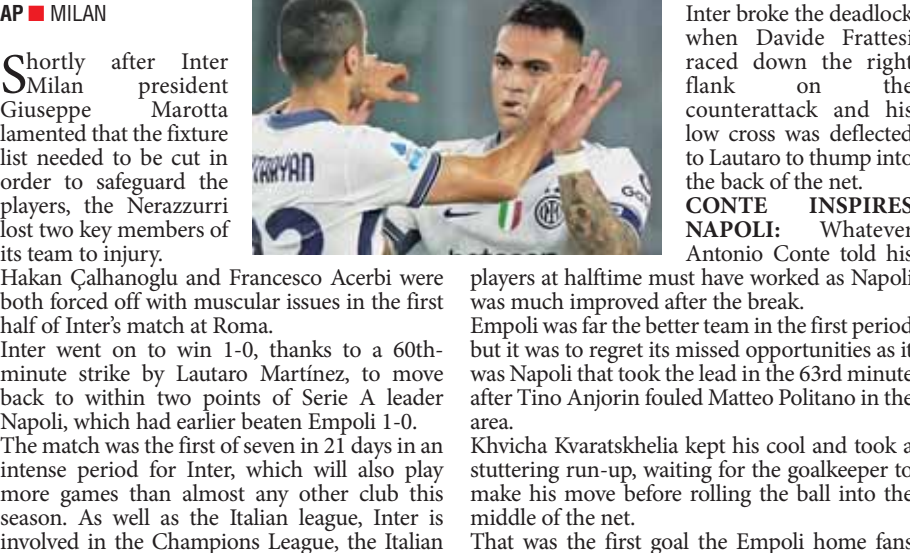 AP ■ MILAN
Shortly after Inter
Milan president
Giuseppe Marotta
lamented that the fixture
list needed to be cut in
order to safeguard the
players, the Nerazzurri
lost two key members of
its team to injury.
Hakan Çalhanoglu and Francesco Acerbi were
both forced off with muscular issues in the first
half of Inter's match at Roma.
Inter went on to win 1-0, thanks to a 60th-
minute strike by Lautaro Martínez, to move
back to within two points of Serie A leader
Napoli, which had earlier beaten Empoli 1-0.
The match was the first of seven in 21 days in an
intense period for Inter, which will also play
more games than almost any other club this
season. As well as the Italian league, Inter is
involved in the Champions League, the Italian
Inter broke the deadlock
when Davide Frattesi
raced down the right
flank on the
counterattack and his
low cross was deflected
to Lautaro to thump into
the back of the net.
CONTE INSPIRES
NAPOLI: Whatever
Antonio Conte told his
players at halftime must have worked as Napoli
was much improved after the break.
Empoli was far the better team in the first period
but it was to regret its missed opportunities as it
was Napoli that took the lead in the 63rd minute
after Tino Anjorin fouled Matteo Politano in the
area.
Khvicha Kvaratskhelia kept his cool and took a
stuttering run-up, waiting for the goalkeeper to
make his move before rolling the ball into the
middle of the net.
That was the first goal the Empoli home fans